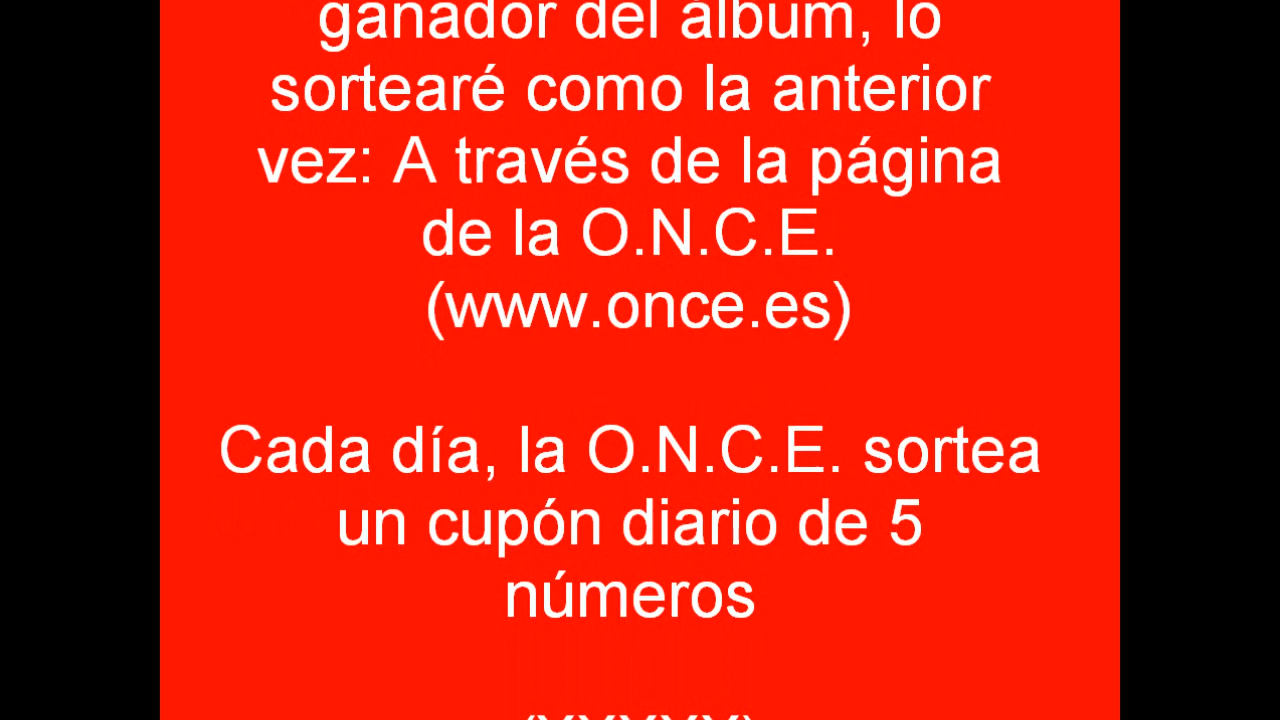 ganador del álbum, lo
sortearé como la anterior
vez: A través de la página
de la O.N.C.E.
(www.once.es)
Cada día, la O.N.C.E. sortea
un cupón diario de 5
números